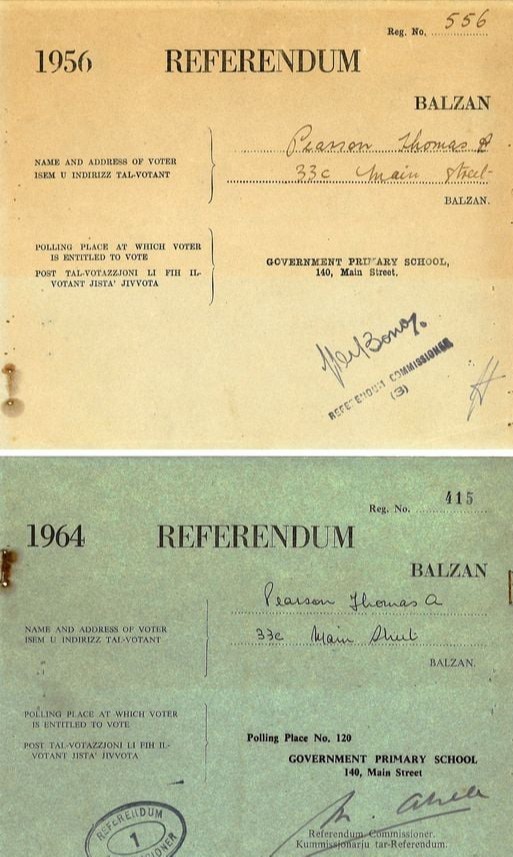 Reg. No. 556
1956 REFERENDUM
BALZAN
Pearson Thomas A
NAME AND ADDRESS OF VOTER
ISEM U INDIRIZZ TAL-VOTANT
33c Main Street
BALZAN.
POLLING PLACE AT WHICH VOTER
IS ENTITLED TO VOTE
POST TAL-VOTAZZJONI LI FIH IL-
VOTANT JISTA' JIVVOTA
GOVERNMENT PRIMARY SCHOOL,
140, Main Street.
REFERENDUM COMMISSIONER
(3)
Reg. No. 415
1964 REFERENDUM
BALZAN
Pearson Thomas A
NAME AND ADDRESS OF VOTER
ISEM U INDIRIZZ TAL-VOTANT
33c Main Street
BALZAN.
POLLING PLACE AT WHICH VOTER
IS ENTITLED TO VOTE
POST TAL-VOTAZZJONI LI FIH IL-
VOTANT JISTA' JIVVOTA
Polling Place No. 120
GOVERNMENT PRIMARY SCHOOL
140, Main Street
REFERENDUM
1
Referendum Commissioner.
Kummissjonarju tar-Referendum.